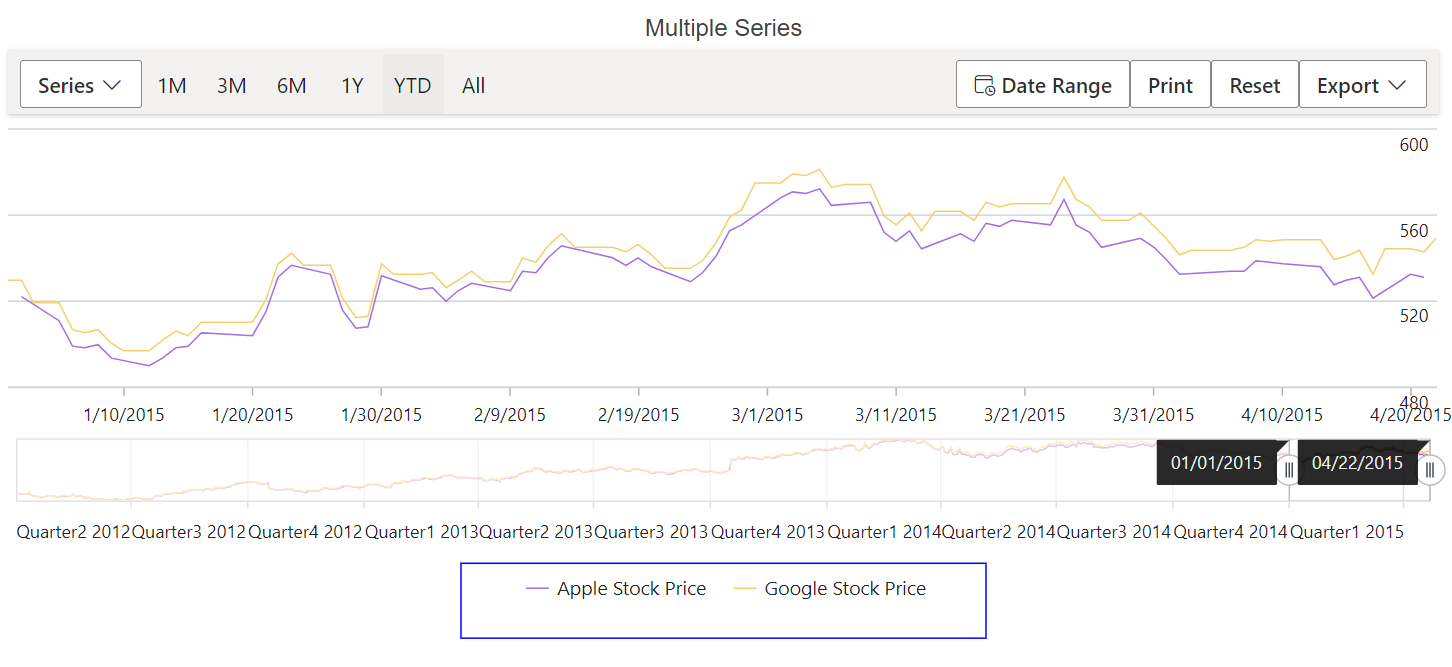 Multiple Series
Series 1M 3M 6M 1Y YTD All Date Range Print Reset Export
600
560
520
480
1/10/2015 1/20/2015 1/30/2015 2/9/2015 2/19/2015 3/1/2015 3/11/2015 3/21/2015 3/31/2015 4/10/2015 4/20/2015
01/01/2015 04/22/2015
Quarter2 2012 Quarter3 2012 Quarter4 2012 Quarter1 2013 Quarter2 2013 Quarter3 2013 Quarter4 2013 Quarter1 2014 Quarter2 2014 Quarter3 2014 Quarter4 2014 Quarter1 2015
Apple Stock Price Google Stock Price